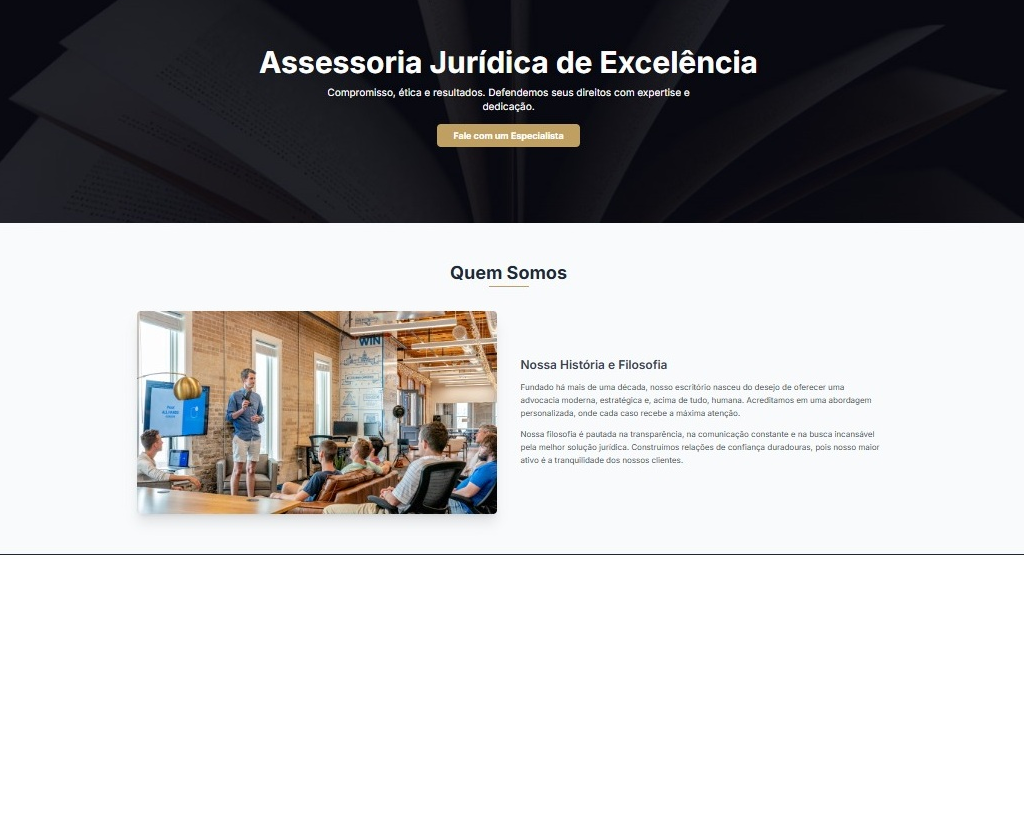 Assessoria Jurídica de Excelência
Compromisso, ética e resultados. Defendemos seus direitos com expertise e
dedicação.
Fale com um Especialista
Quem Somos
WIN
Nossa História e Filosofia
Fundado há mais de uma década, nosso escritório nasceu do desejo de oferecer uma
advocacia moderna, estratégica e, acima de tudo, humana. Acreditamos em uma abordagem
personalizada, onde cada caso recebe a máxima atenção.
Nossa filosofia é pautada na transparência, na comunicação constante e na busca incansável
pela melhor solução jurídica. Construímos relações de confiança duradouras, pois nosso maior
ativo é a tranquilidade dos nossos clientes.